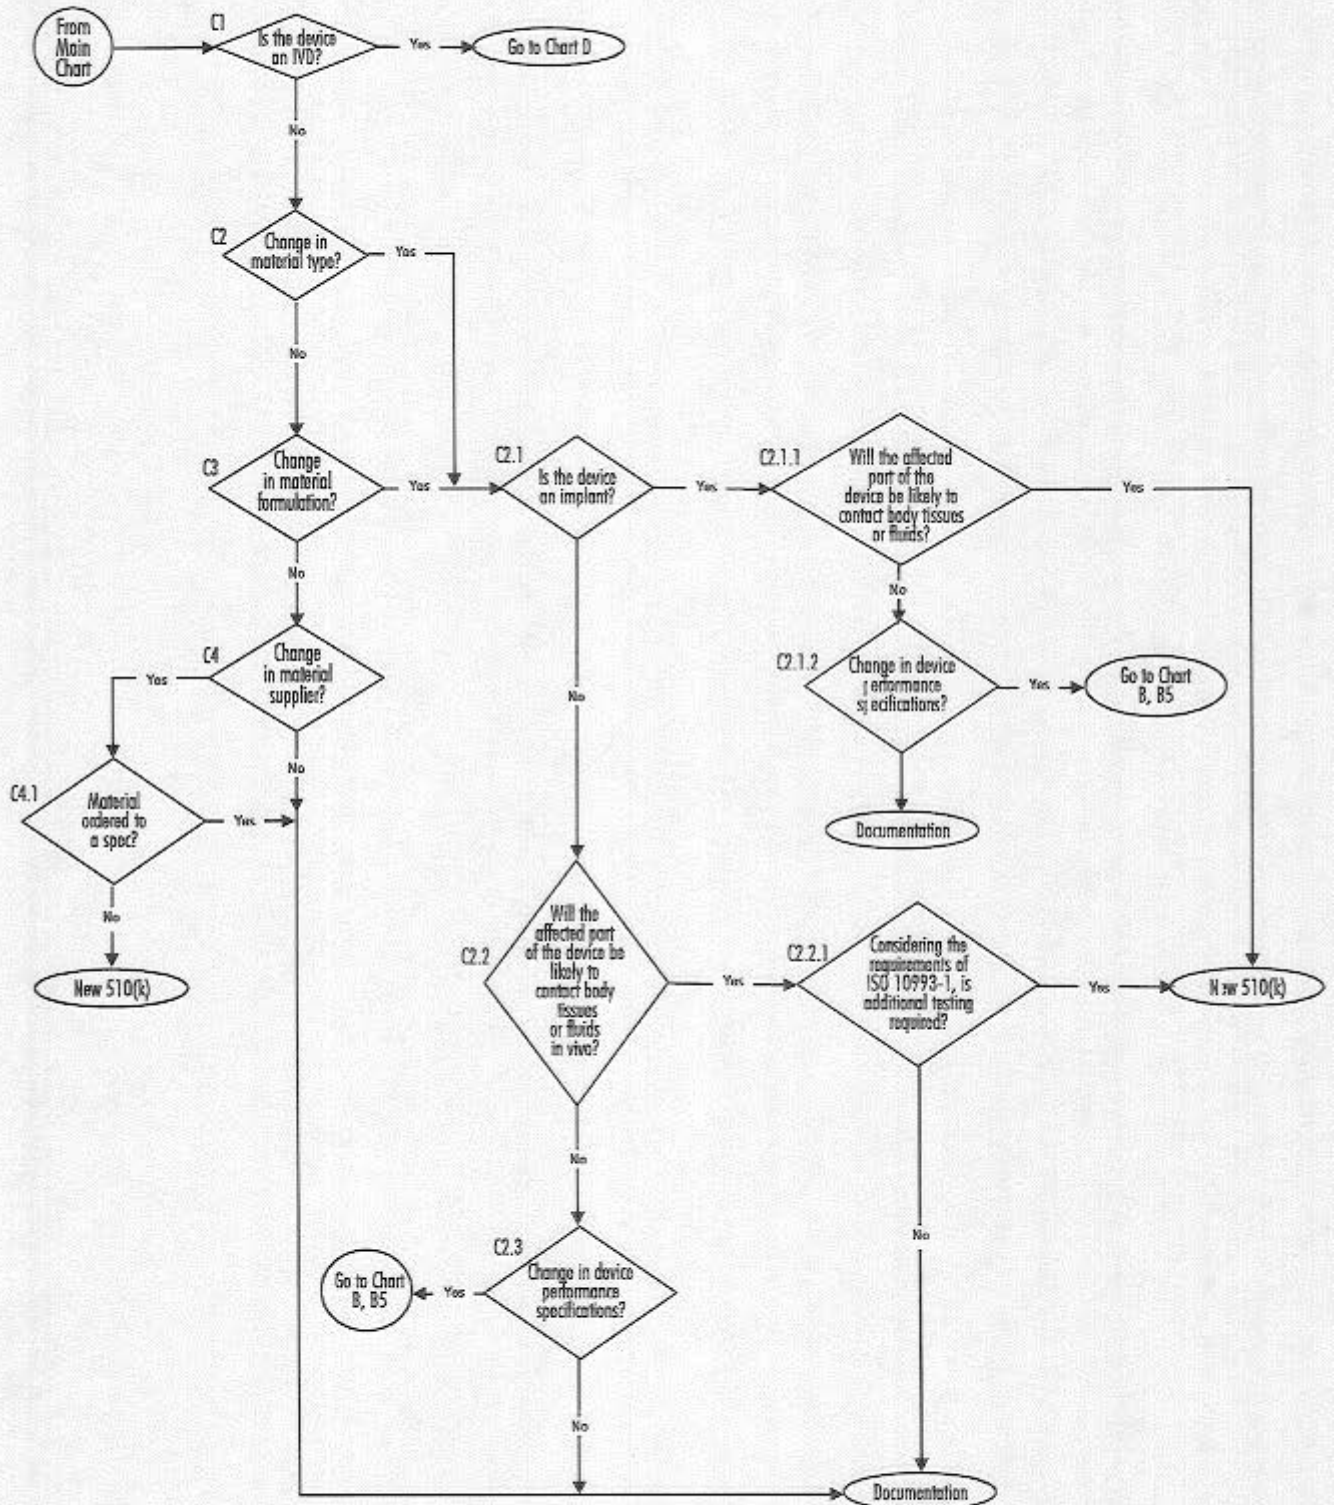 From
Main
Chart
C1
Is the device
an IVD?
Yes
Go to Chart D
No
C2
Change in
material type?
Yes
No
C3
Change
in material
formulation?
Yes
C2.1
Is the device
an implant?
Yes
C2.1.1
Will the affected
part of the
device be likely to
contact body tissues
or fluids?
Yes
No
No
C4
Change
in material
supplier?
Yes
No
C2.1.2
Change in device
performance
specifications?
Yes
Go to Chart
B, B5
No
C4.1
Material
ordered to
a spec?
Yes
Documentation
No
New 510(k)
C2.2
Will the
affected part
of the device be
likely to
contact body
tissues
or fluids
in vivo?
Yes
C2.2.1
Considering the
requirements of
ISO 10993-1, is
additional testing
required?
Yes
New 510(k)
No
No
C2.3
Change in device
performance
specifications?
Yes
Go to Chart
B, B5
No
Documentation